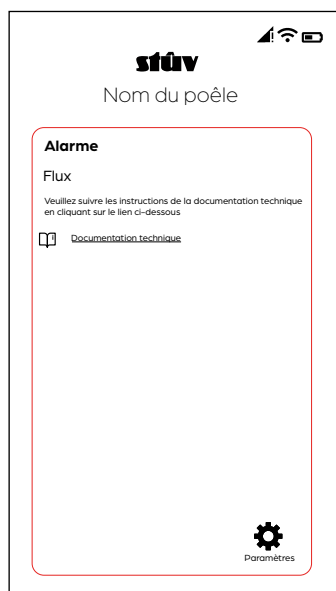 stûv
Nom du poêle
Alarme
Flux
Veuillez suivre les instructions de la documentation technique
en cliquant sur le lien ci-dessous
Documentation technique
Paramètres